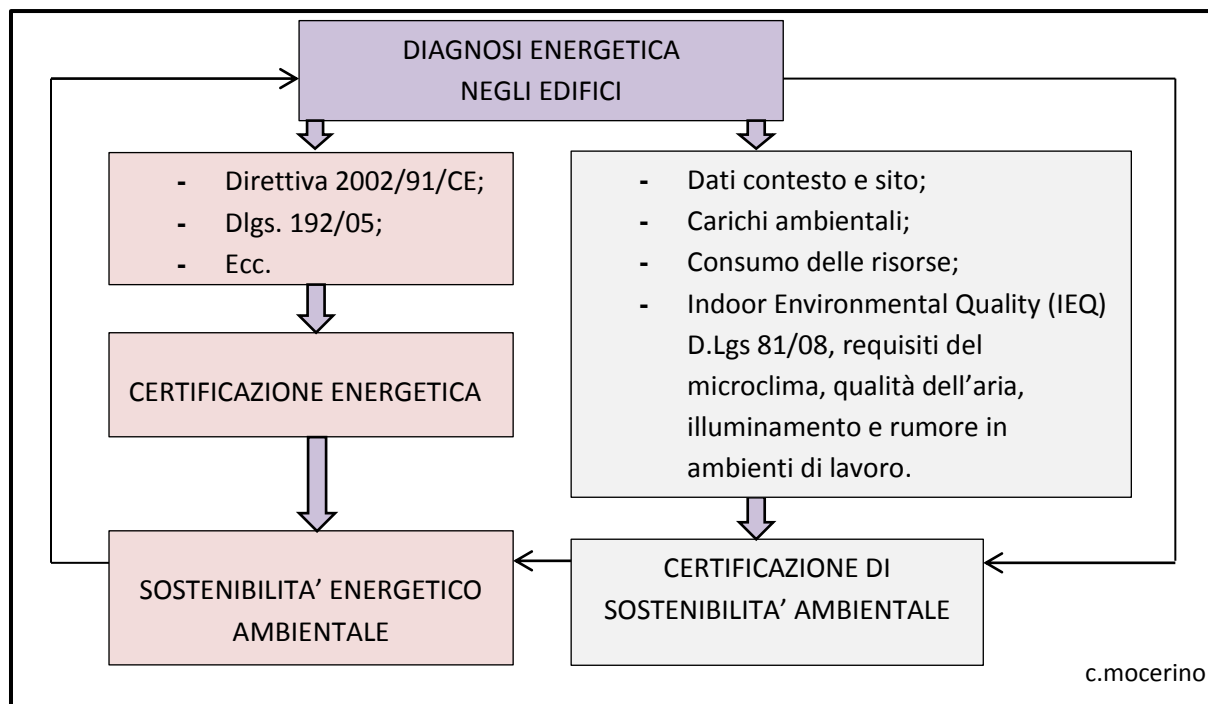 DIAGNOSI ENERGETICA
NEGLI EDIFICI
- Direttiva 2002/91/CE;
- Dlgs. 192/05;
- Ecc.
CERTIFICAZIONE ENERGETICA
SOSTENIBILITA’ ENERGETICO
AMBIENTALE
- Dati contesto e sito;
- Carichi ambientali;
- Consumo delle risorse;
- Indoor Environmental Quality (IEQ)
D.Lgs 81/08, requisiti del
microclima, qualità dell’aria,
illuminamento e rumore in
ambienti di lavoro.
CERTIFICAZIONE DI
SOSTENIBILITA’ AMBIENTALE
c.mocerino